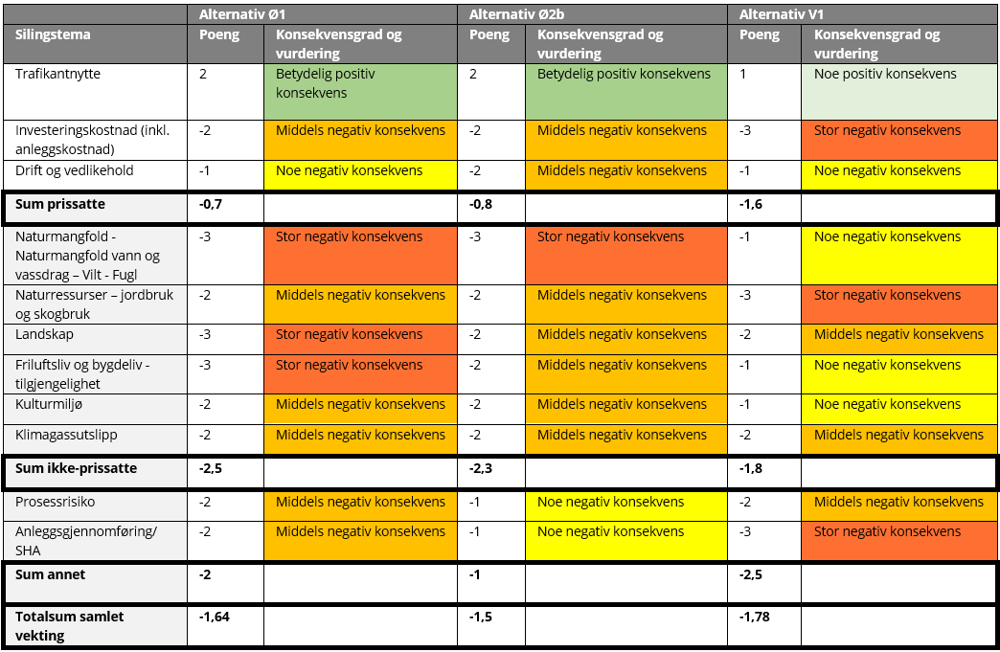 Alternativ Ø1 Alternativ Ø2b Alternativ V1
Silingstema Poeng Konsekvensgrad og Poeng Konsekvensgrad og Poeng Konsekvensgrad og
vurdering vurdering vurdering
Trafikantnytte 2 Betydelig positiv 2 Betydelig positiv konsekvens 1 Noe positiv konsekvens
konsekvens
Investeringskostnad (inkl. -2 Middels negativ konsekvens -2 Middels negativ konsekvens -3 Stor negativ konsekvens
anleggskostnad)
Drift og vedlikehold -1 Noe negativ konsekvens -2 Middels negativ konsekvens -1 Noe negativ konsekvens
Sum prissatte -0,7 -0,8 -1,6
Naturmangfold - -3 Stor negativ konsekvens -3 Stor negativ konsekvens -1 Noe negativ konsekvens
Naturmangfold vann og
vassdrag – Vilt - Fugl
Naturressurser – jordbruk -2 Middels negativ konsekvens -2 Middels negativ konsekvens -3 Stor negativ konsekvens
og skogbruk
Landskap -3 Stor negativ konsekvens -2 Middels negativ konsekvens -2 Middels negativ konsekvens
Friluftsliv og bygdeliv - -3 Stor negativ konsekvens -2 Middels negativ konsekvens -1 Noe negativ konsekvens
tilgjengelighet
Kulturmiljø -2 Middels negativ konsekvens -2 Middels negativ konsekvens -1 Noe negativ konsekvens
Klimagassutslipp -2 Middels negativ konsekvens -2 Middels negativ konsekvens -2 Middels negativ konsekvens
Sum ikke-prissatte -2,5 -2,3 -1,8
Prosessrisiko -2 Middels negativ konsekvens -1 Noe negativ konsekvens -2 Middels negativ konsekvens
Anleggsgjennomføring/ -2 Middels negativ konsekvens -1 Noe negativ konsekvens -3 Stor negativ konsekvens
SHA
Sum annet -2 -1 -2,5
Totalsum samlet -1,64 -1,5 -1,78
vekting